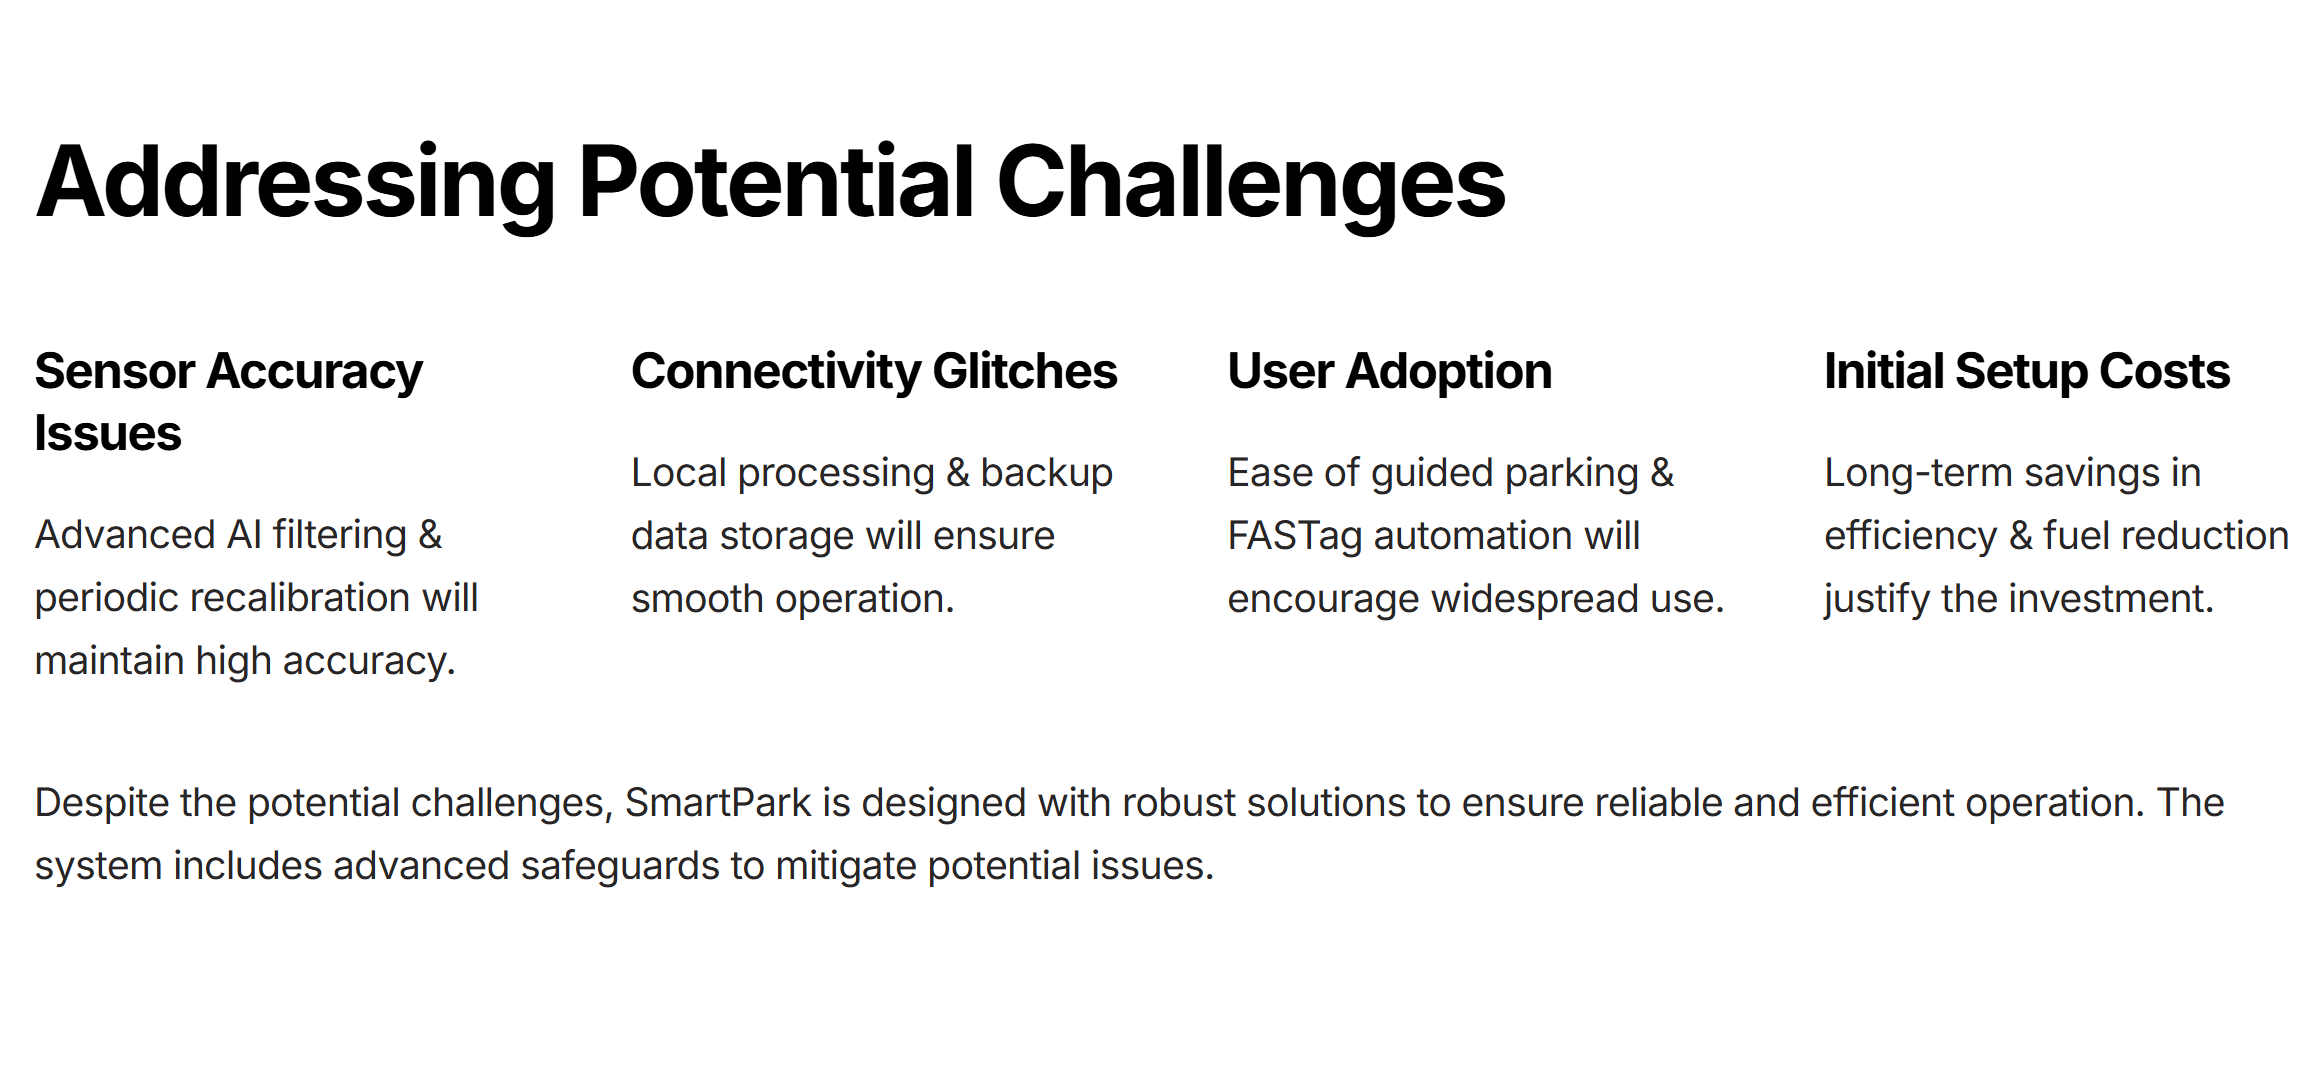 Addressing Potential Challenges
Sensor Accuracy
Issues
Advanced AI filtering &
periodic recalibration will
maintain high accuracy.
Connectivity Glitches
Local processing & backup
data storage will ensure
smooth operation.
User Adoption
Ease of guided parking &
FASTag automation will
encourage widespread use.
Initial Setup Costs
Long-term savings in
efficiency & fuel reduction
justify the investment.
Despite the potential challenges, SmartPark is designed with robust solutions to ensure reliable and efficient operation. The
system includes advanced safeguards to mitigate potential issues.